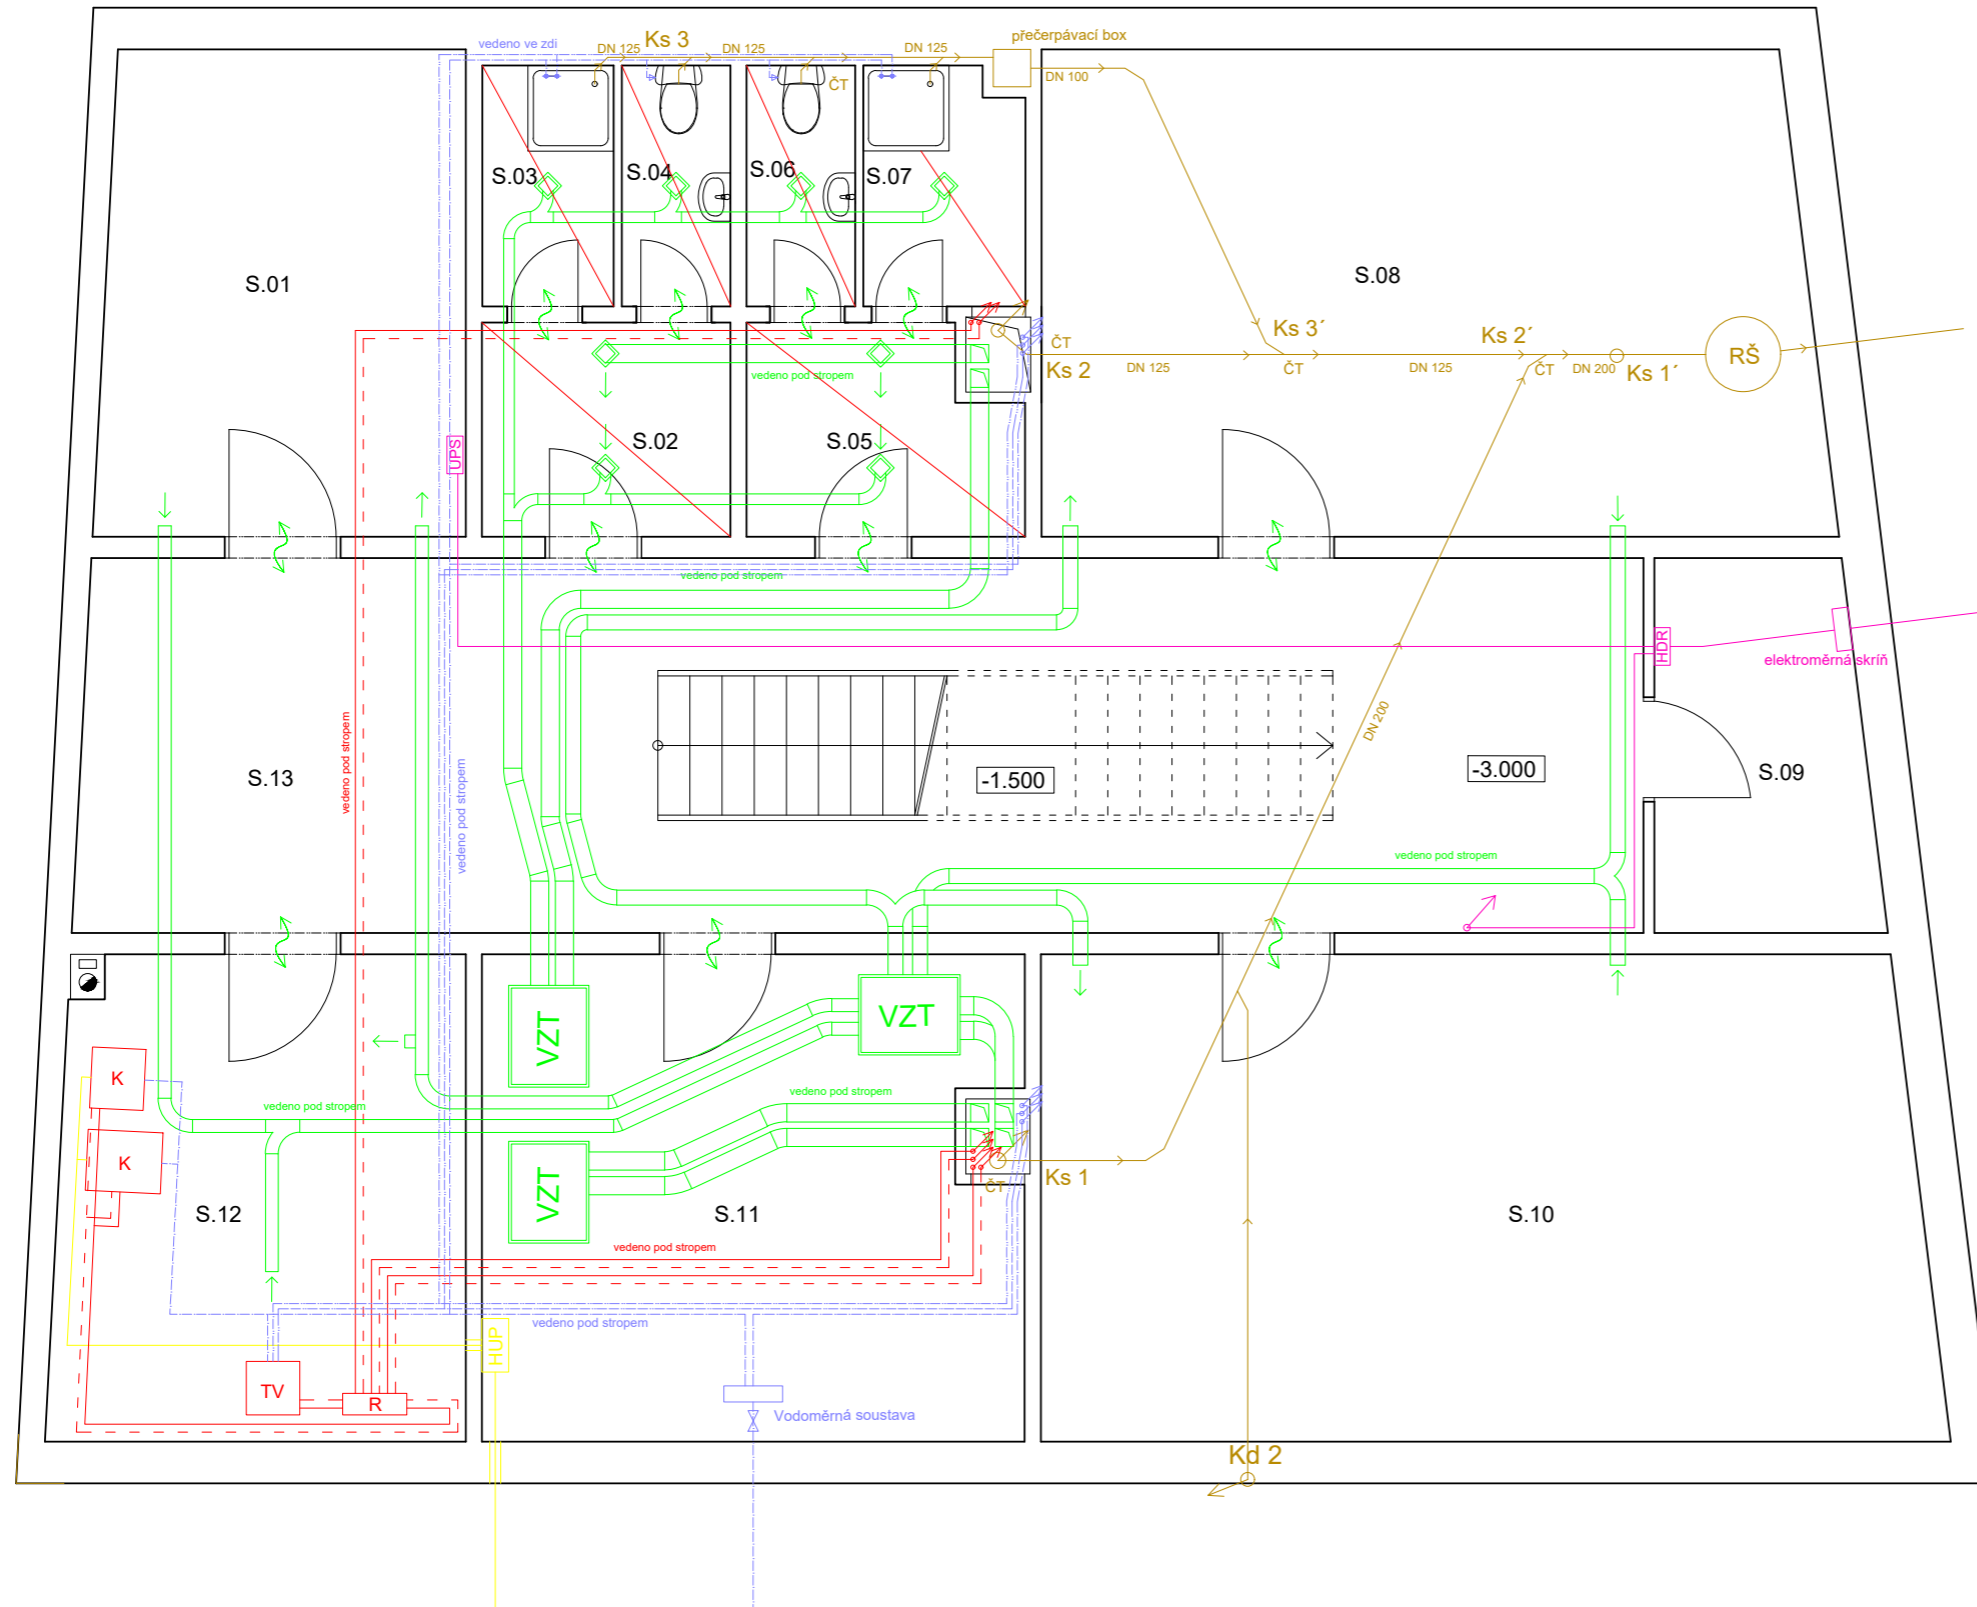 vedeno ve zdi
DN 125
Ks 3
DN 125
DN 125
přečerpávací box
ČT
DN 100
S.03
S.04
S.06
S.07
S.01
S.08
ČT
Ks 2
DN 125
Ks 3´
ČT
DN 125
Ks 2´
ČT
DN 200
Ks 1´
RŠ
vedeno pod stropem
UPS
S.02
S.05
vedeno pod stropem
HDR
elektroměrná skríň
vedeno pod stropem
vedeno pod stropem
DN 200
S.13
-1.500
-3.000
S.09
vedeno pod stropem
VZT
VZT
K
K
vedeno pod stropem
vedeno pod stropem
VZT
ČT
Ks 1
S.12
S.11
S.10
vedeno pod stropem
vedeno pod stropem
HUP
TV
R
Vodoměrná soustava
Kd 2